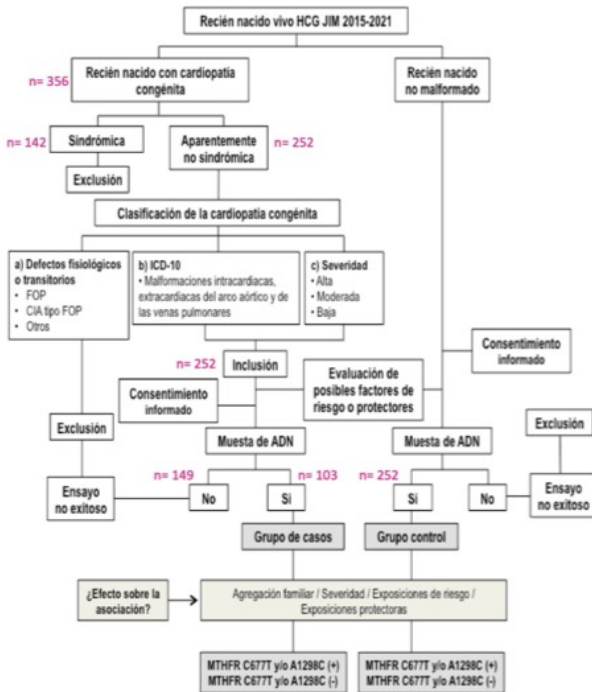 Recién nacido vivo HCG JIM 2015-2021
n= 356
Recién nacido con cardiopatía
congénita
Recién nacido
no malformado
n= 142
Sindrómica
Aparentemente
no sindrómica
n= 252
Exclusión
Clasificación de la cardiopatía congénita
a) Defectos fisiológicos
o transitorios
• FOP
• CIA tipo FOP
• Otros
b) ICD-10
• Malformaciones intracardiacas,
extracardiacas del arco aórtico y de
las venas pulmonares
c) Severidad
• Alta
• Moderada
• Baja
n= 252
Inclusión
Consentimiento
informado
Evaluación de
posibles factores de
riesgo o protectores
Consentimiento
informado
Exclusión
Muesta de ADN
Muesta de ADN
Exclusión
n= 149
n= 103
n= 252
Ensayo
no exitoso
No
Si
Si
No
Ensayo
no exitoso
Grupo de casos
Grupo control
¿Efecto sobre la
asociación?
Agregación familiar / Severidad / Exposiciones de riesgo /
Exposiciones protectoras
MTHFR C677T y/o A1298C (+)
MTHFR C677T y/o A1298C (-)
MTHFR C677T y/o A1298C (+)
MTHFR C677T y/o A1298C (-)